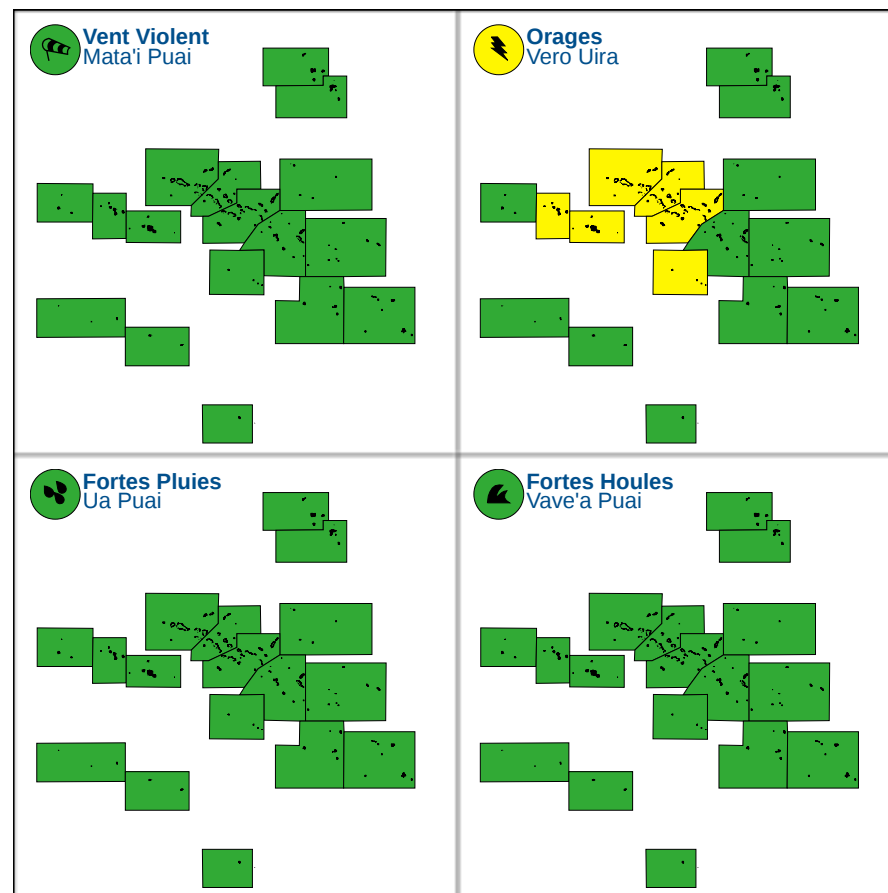 Vent Violent
Mata'i Puai
Orages
Vero Uira
Fortes Pluies
Ua Puai
Fortes Houles
Vave'a Puai